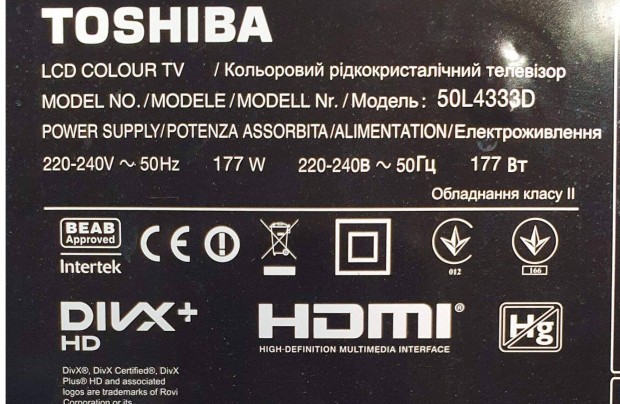 TOSHIBA
LCD COLOUR TV / Кольоровий рідкокристалічний телевізор
MODEL NO./MODELE/MODELL Nr./Модель: 50L4333D
POWER SUPPLY/POTENZA ASSORBITA/ALIMENTATION/Електроживлення
220-240V ~ 50Hz 177 W 220-240В ~ 50Гц 177 Вт
Обладнання класу II
BEAB
Approved
Intertek
CE
012
166
DIVX+
HD
HDMI®
HIGH-DEFINITION MULTIMEDIA INTERFACE
Hg
DivX®, DivX Certified®, DivX
Plus® HD and associated
logos are trademarks of Rovi
Corporation or its